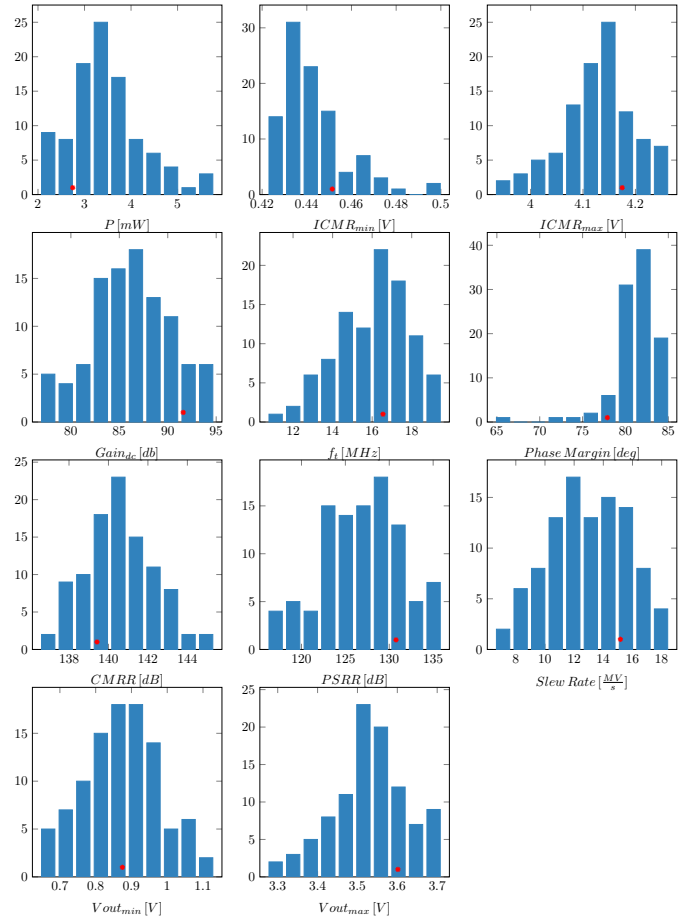 25
20
15
10
5
0
2 3 4 5
P [mW]
30
20
10
0
0.42 0.44 0.46 0.48 0.5
ICMR_min [V]
25
20
15
10
5
0
4 4.1 4.2
ICMR_max [V]
15
10
5
0
80 85 90 95
Gain_dc [db]
20
15
10
5
0
12 14 16 18
f_t [MHz]
40
30
20
10
0
65 70 75 80 85
Phase Margin [deg]
25
20
15
10
5
0
138 140 142 144
CMRR [dB]
20
15
10
5
0
120 125 130 135
PSRR [dB]
15
10
5
0
8 10 12 14 16 18
Slew Rate [MV/s]
20
15
10
5
0
0.7 0.8 0.9 1 1.1
Vout_min [V]
25
20
15
10
5
0
3.3 3.4 3.5 3.6 3.7
Vout_max [V]